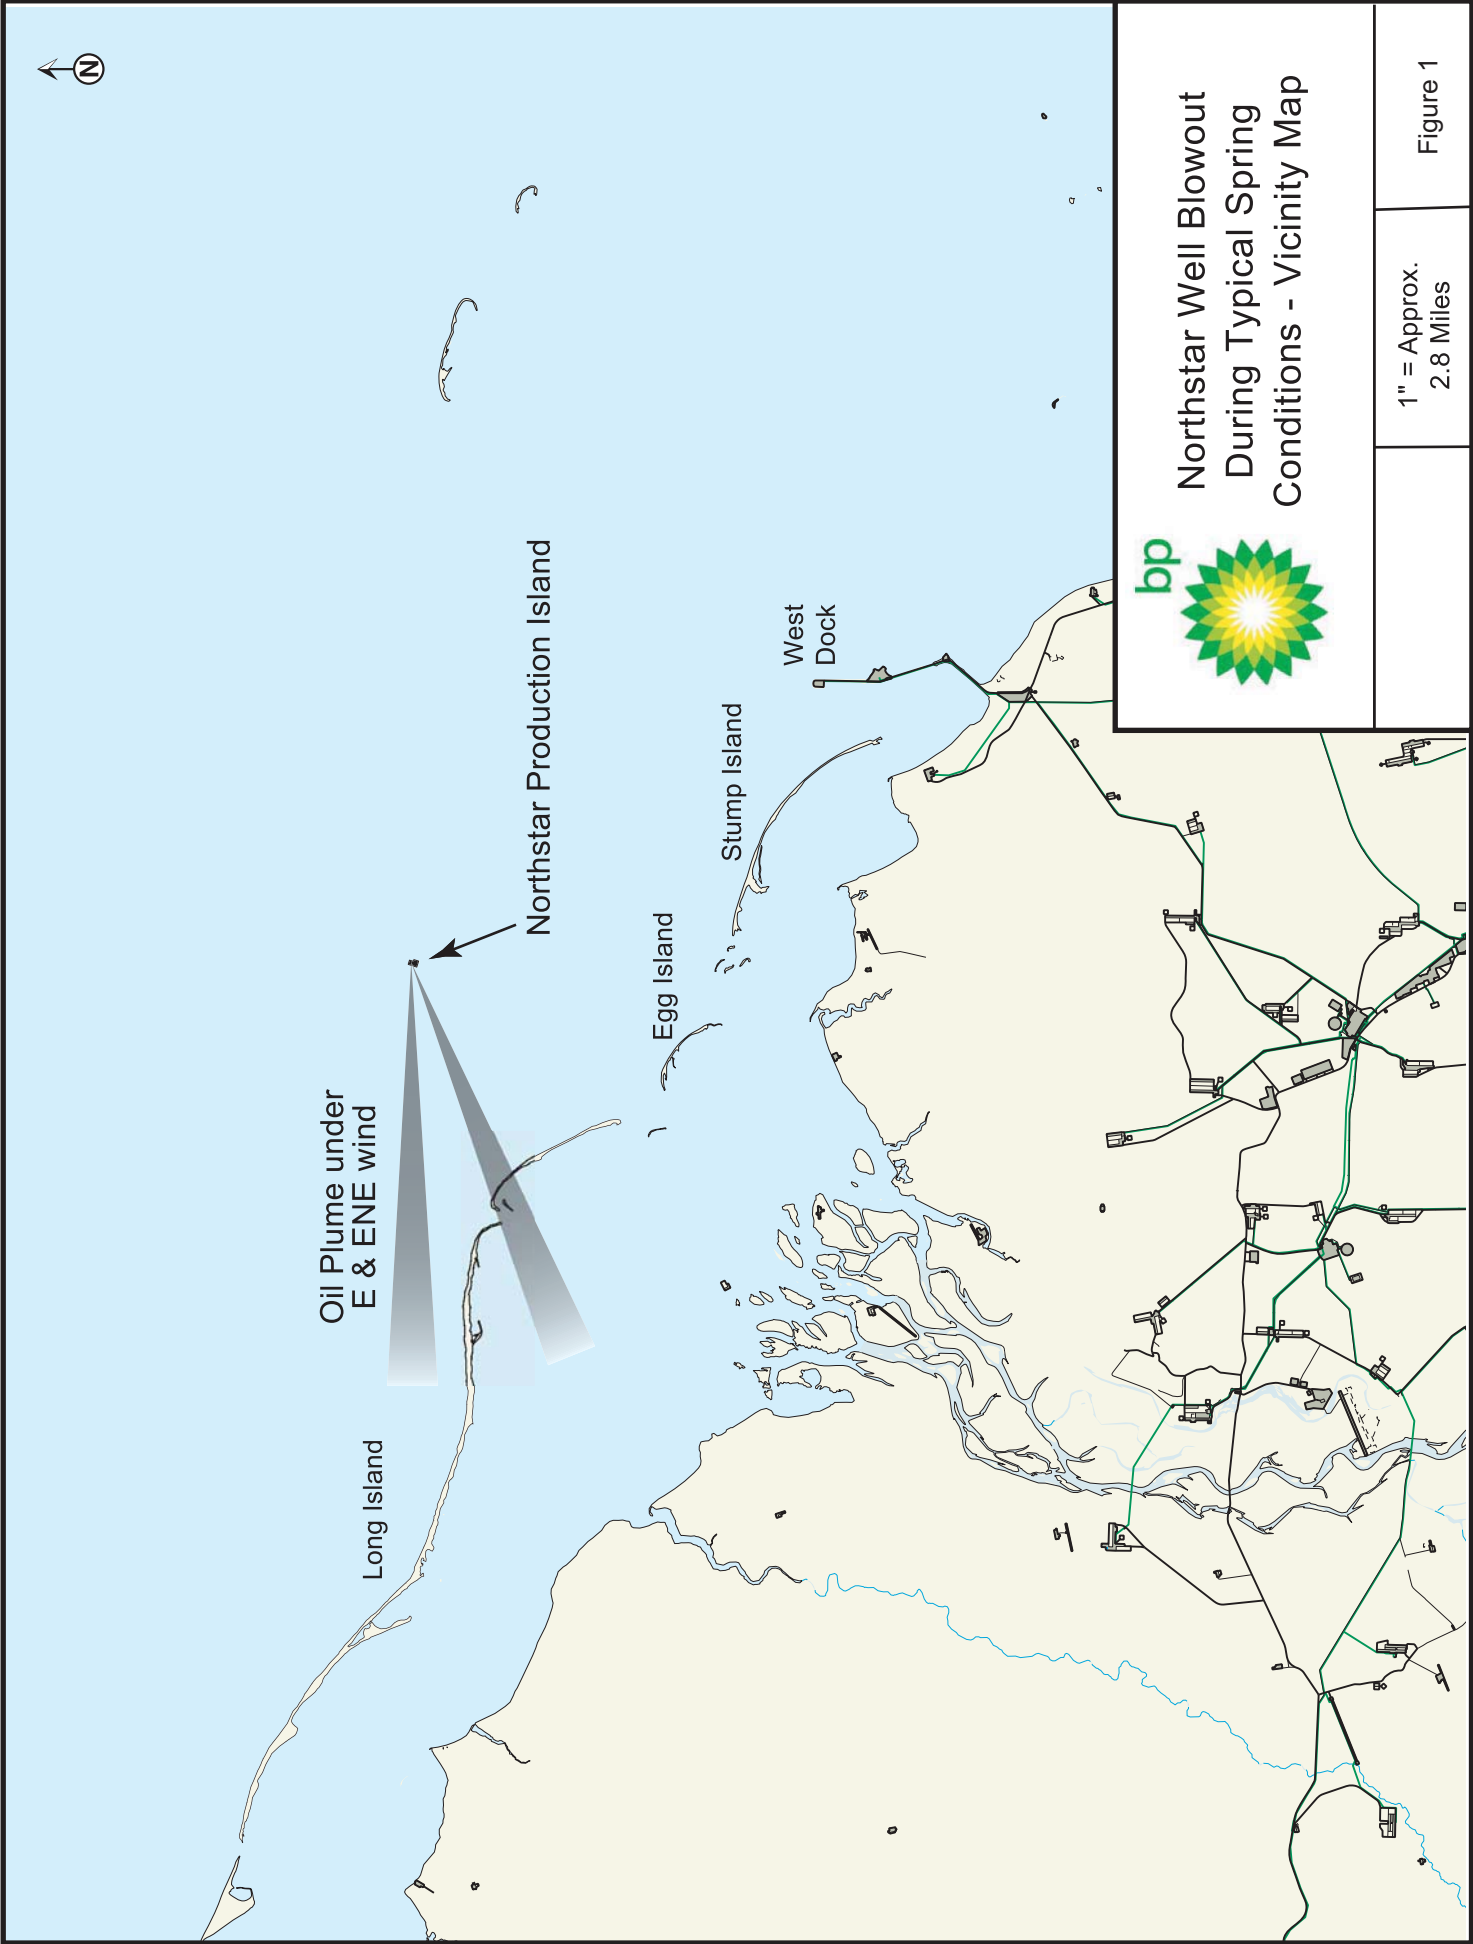 N
Oil Plume under
E & ENE wind
Northstar Production Island
Long Island
Egg Island
Stump Island
West
Dock
bp
Northstar Well Blowout
During Typical Spring
Conditions - Vicinity Map
1" = Approx.
2.8 Miles
Figure 1